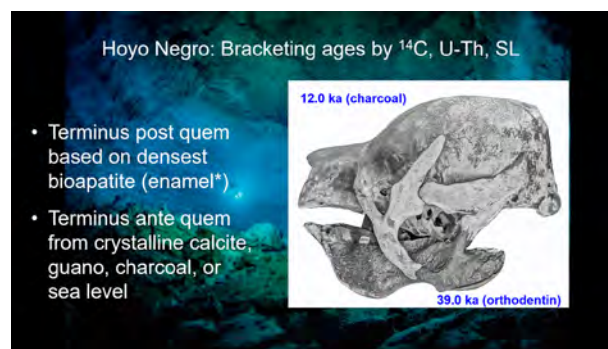 Hoyo Negro: Bracketing ages by ¹⁴C, U-Th, SL
12.0 ka (charcoal)
• Terminus post quem
based on densest
bioapatite (enamel*)
• Terminus ante quem
from crystalline calcite,
guano, charcoal, or
sea level
39.0 ka (orthodentin)